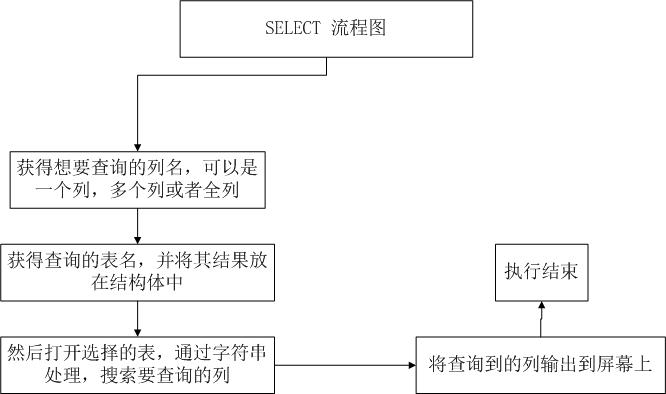 SELECT 流程图
获得想要查询的列名，可以是
一个列，多个列或者全列
获得查询的表名，并将其结果放
在结构体中
然后打开选择的表，通过字符串
处理，搜索要查询的列
将查询到的列输出到屏幕上
执行结束